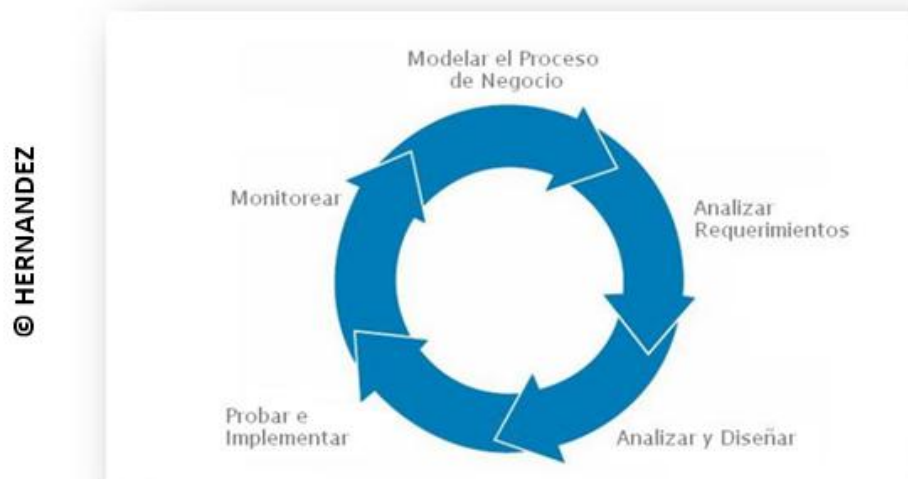 Modelar el Proceso
de Negocio
Analizar
Requerimientos
Analizar y Diseñar
Probar e
Implementar
Monitorear
© HERNANDEZ